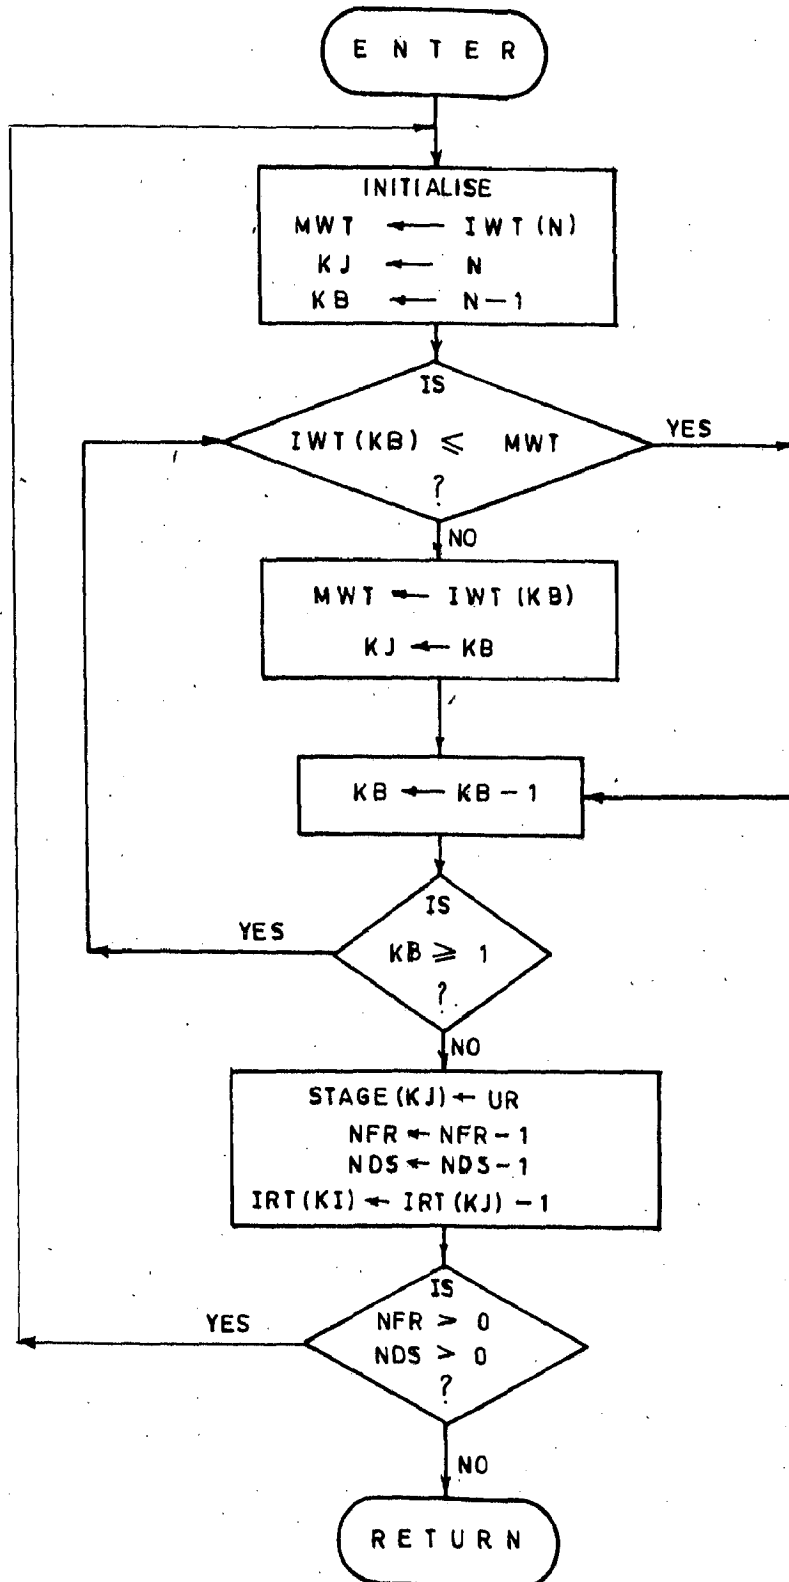 ENTER
INITIALISE
MWT ← IWT(N)
KJ ← N
KB ← N-1
IS
IWT(KB) ≤ MWT
?
YES
NO
MWT ← IWT(KB)
KJ ← KB
KB ← KB-1
IS
KB ≥ 1
?
YES
NO
STAGE(KJ) ← UR
NFR ← NFR-1
NDS ← NDS-1
IRT(KI) ← IRT(KJ)-1
IS
NFR > 0
NDS > 0
?
YES
NO
RETURN